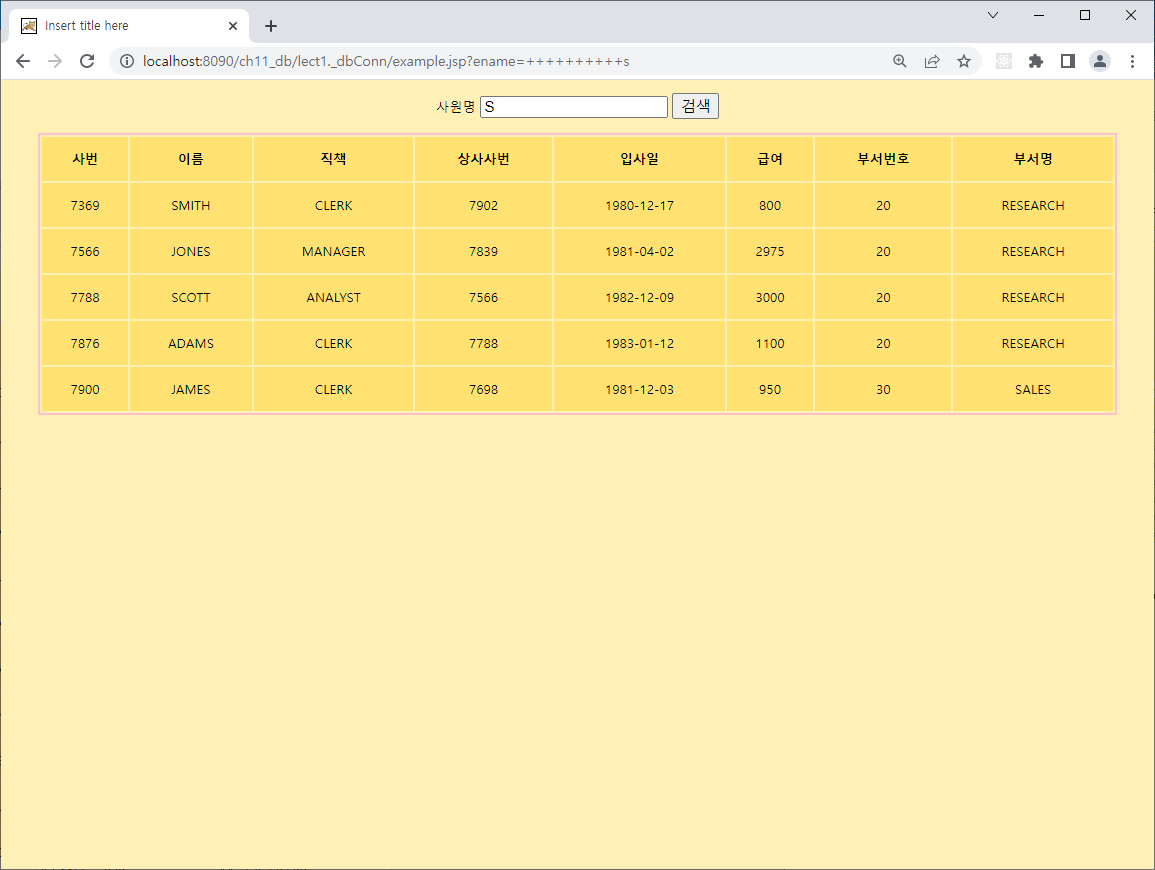 Insert title here
localhost:8090/ch11_db/lect1._dbConn/example.jsp?ename=++++++++++s
사원명 S 검색
사번 이름 직책 상사사번 입사일 급여 부서번호 부서명
7369 SMITH CLERK 7902 1980-12-17 800 20 RESEARCH
7566 JONES MANAGER 7839 1981-04-02 2975 20 RESEARCH
7788 SCOTT ANALYST 7566 1982-12-09 3000 20 RESEARCH
7876 ADAMS CLERK 7788 1983-01-12 1100 20 RESEARCH
7900 JAMES CLERK 7698 1981-12-03 950 30 SALES